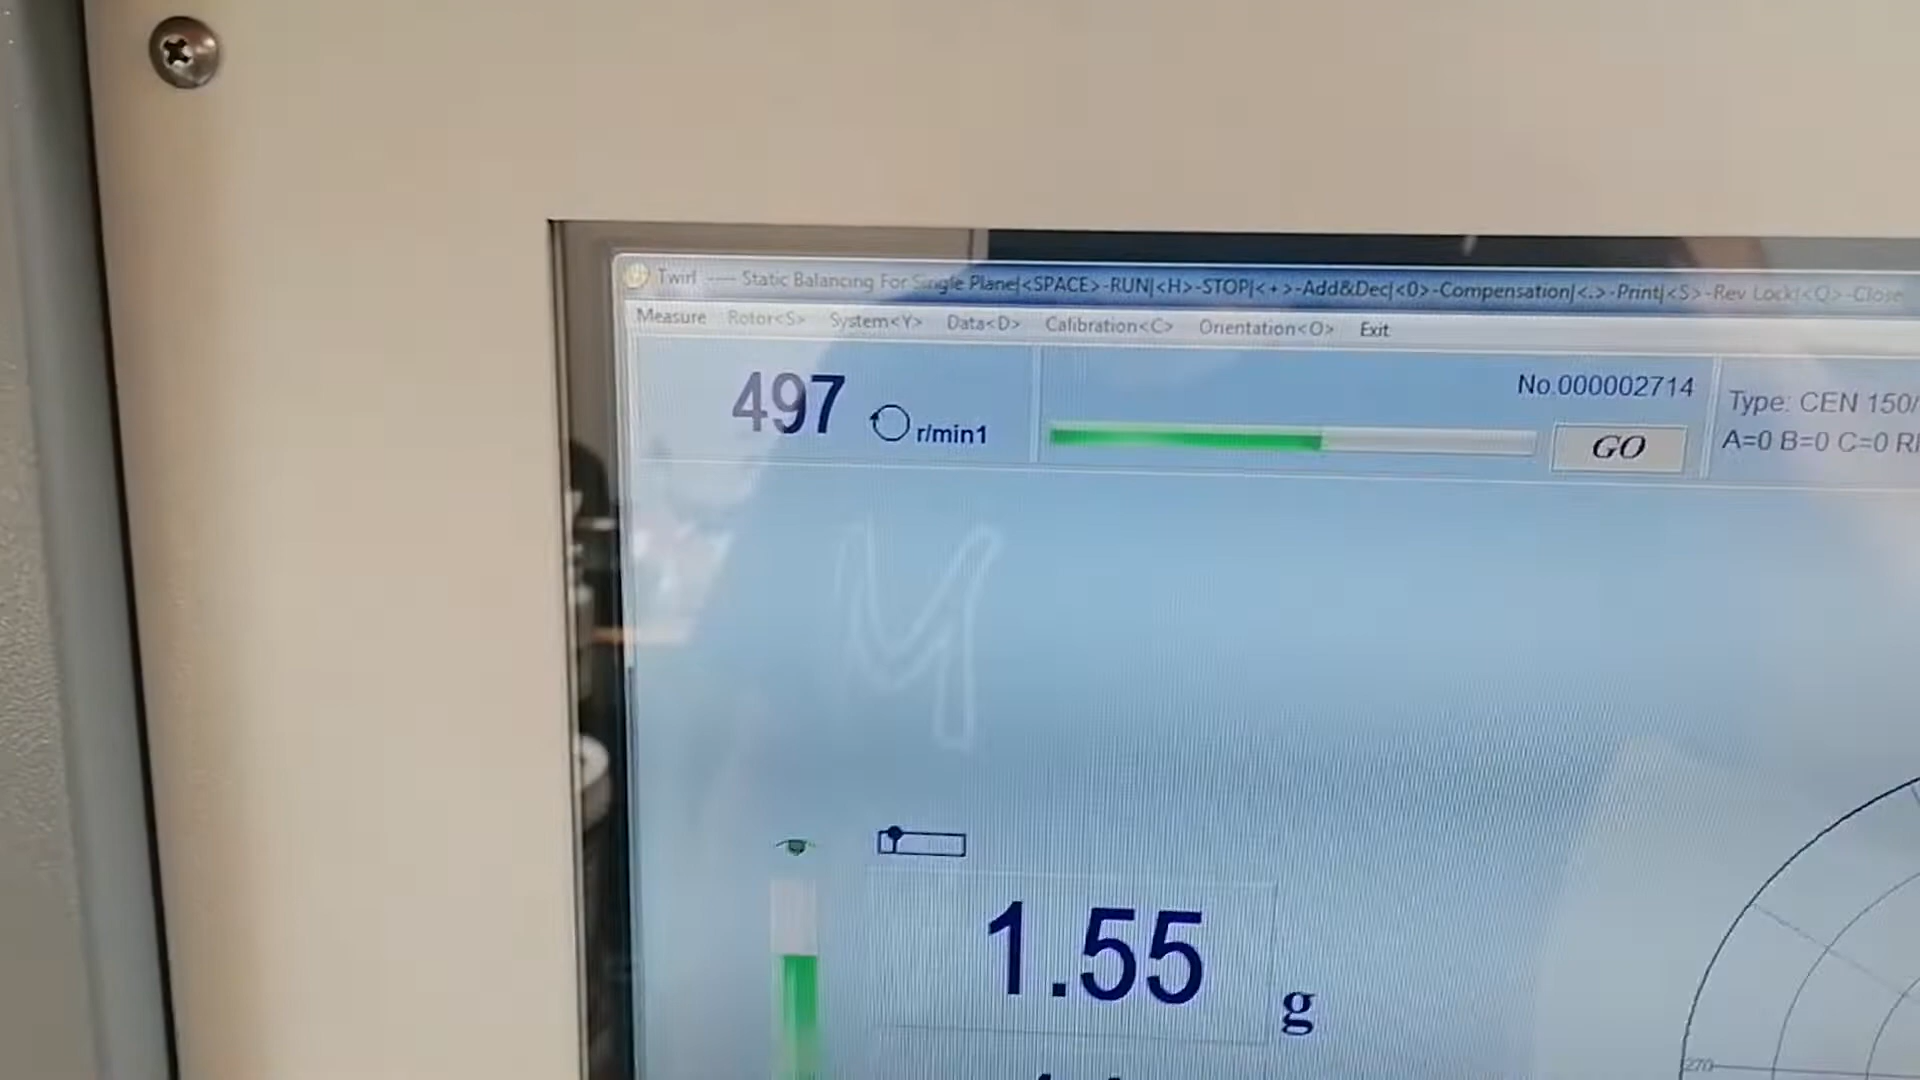 Twirl ---- Static Balancing For Single Plane|<SPACE>-RUN|<H>-STOP|<+>-Add&Dec|<0>-Compensation|<.>-Print|<S>-Rev Lock|<Q>-Close
Measure Rotor<S> System<Y> Data<D> Calibration<C> Orientation<O> Exit
497 r/min1
No.000002714
GO
Type: CEN 150/
A=0 B=0 C=0
M
1.55 g
270